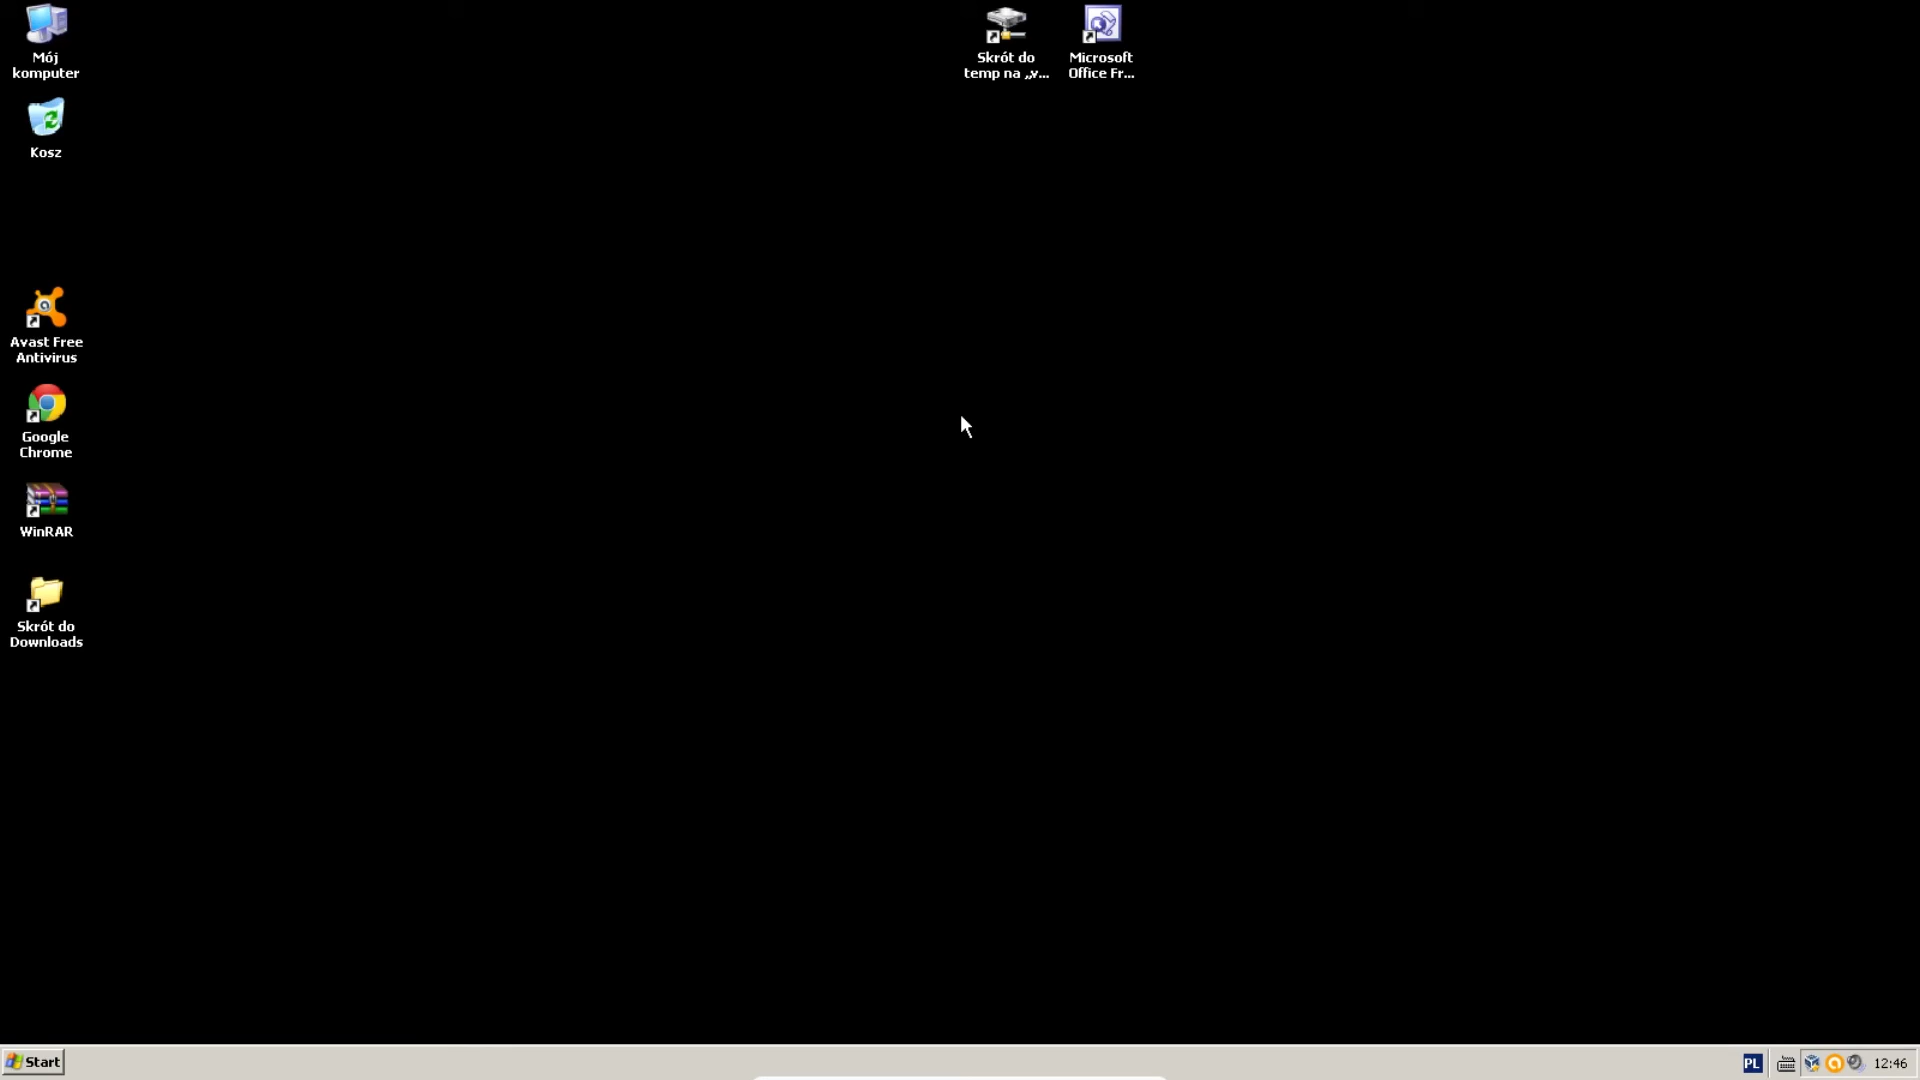 Mój
komputer
Kosz
Avast Free
Antivirus
Google
Chrome
WinRAR
Skrót do
Downloads
Skrót do
temp na „v...
Microsoft
Office Fr...
Start
PL
12:46